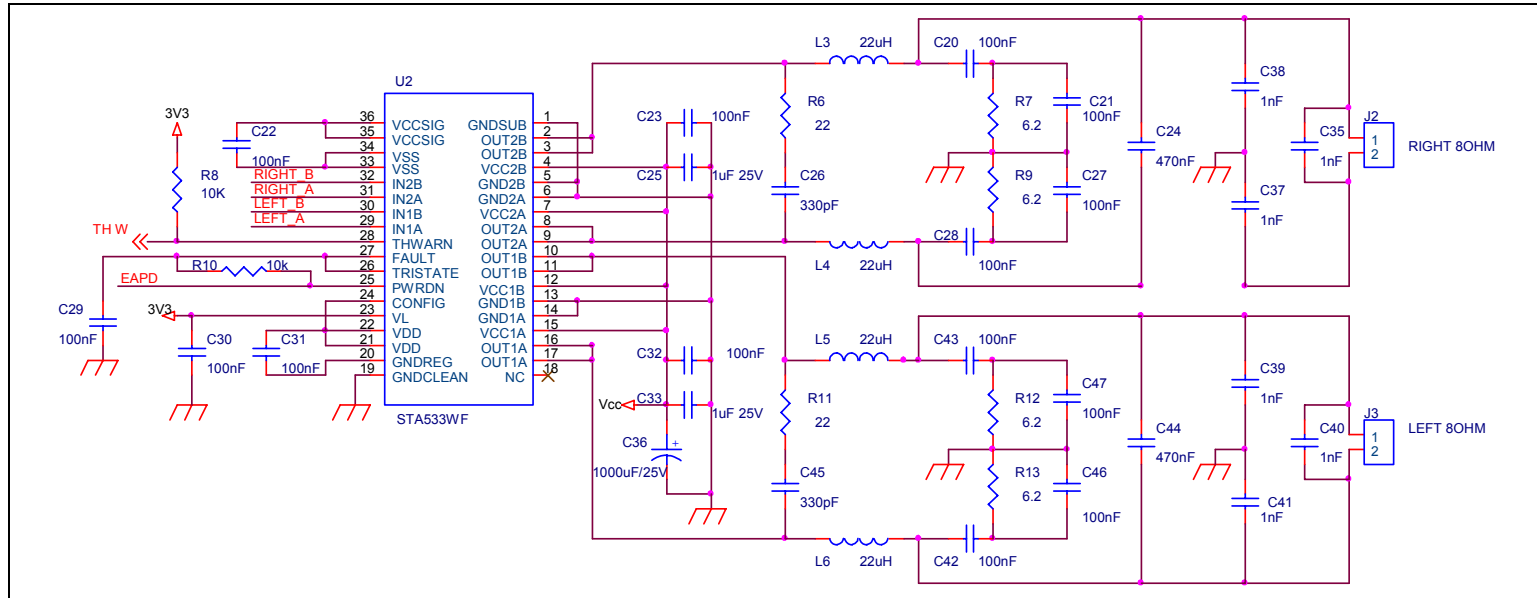 L3 22uH
C20 100nF
U2
C38
1nF
3V3
C22
100nF
R8
10K
36 VCCSIG
35 VCCSIG
34 VSS
33 VSS
32 IN2B
31 IN2A
30 IN1B
29 IN1A
28 THWARN
27 FAULT
26 TRISTATE
25 PWRDN
24 CONFIG
23 VL
22 VDD
21 VDD
20 GNDREG
19 GNDCLEAN
GNDSUB 1
OUT2B 2
OUT2B 3
VCC2B 4
GND2B 5
GND2A 6
VCC2A 7
OUT2A 8
OUT2A 9
OUT1B 10
OUT1B 11
VCC1B 12
GND1B 13
GND1A 14
VCC1A 15
OUT1A 16
OUT1A 17
NC 18
STA533WF
RIGHT_B
RIGHT_A
LEFT_B
LEFT_A
TH W
R10 10k
EAPD
C29
100nF
3V3
C30
100nF
C31
100nF
C23 100nF
C25 1uF 25V
C32 100nF
C33
1uF 25V
Vcc
C36 +
1000uF/25V
R6
22
C26
330pF
R7
6.2
C21
100nF
R9
6.2
C27
100nF
C28
100nF
L4 22uH
C24
470nF
C37
1nF
C35
1nF
J2
1
2
RIGHT 8OHM
L5 22uH
C43 100nF
R11
22
C45
330pF
R12
6.2
C47
100nF
R13
6.2
C46
100nF
L6 22uH
C42
100nF
C44
470nF
C39
1nF
C41
1nF
C40
1nF
J3
1
2
LEFT 8OHM